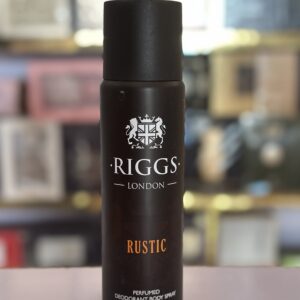 ·RIGGS·
LONDON
RUSTIC
PERFUMED
DEODORANT BODY SPRAY